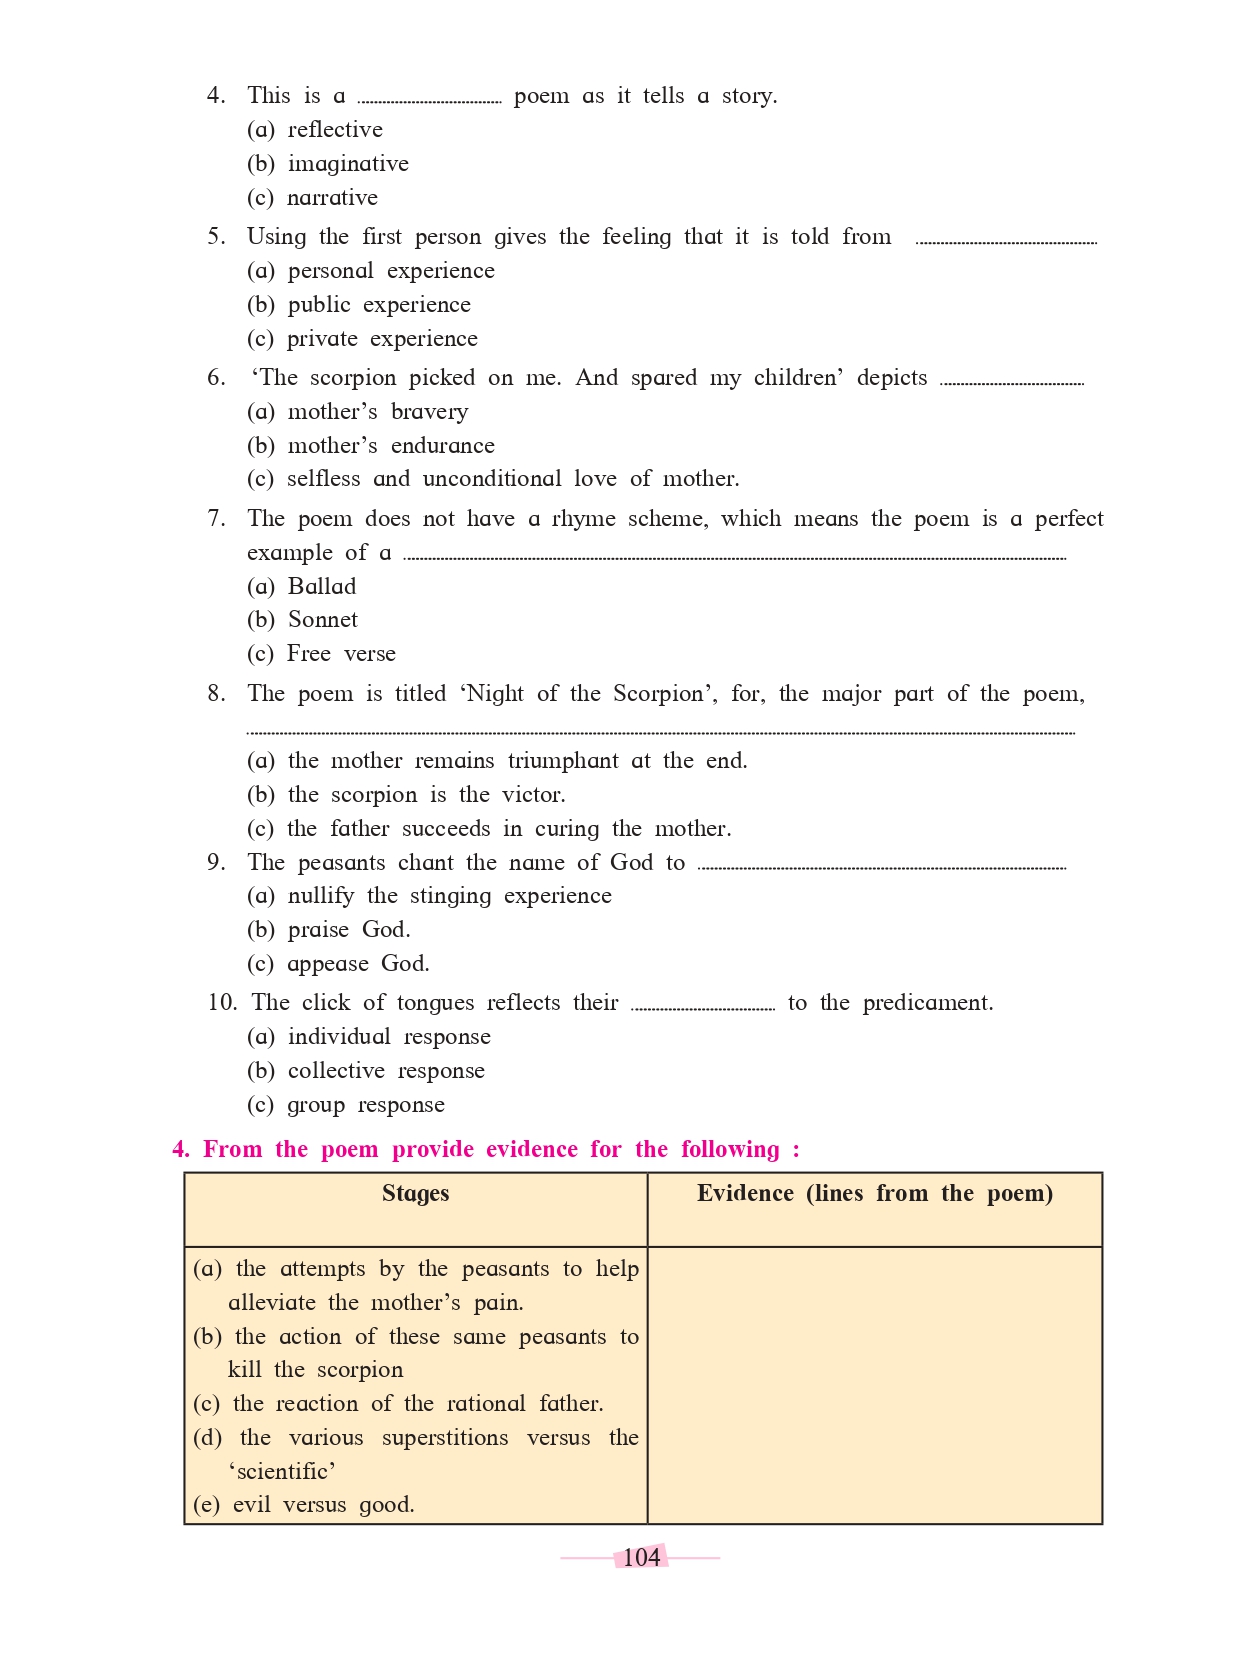 4. This is a ................................... poem as it tells a story.
(a) reflective
(b) imaginative
(c) narrative
5. Using the first person gives the feeling that it is told from ............................................
(a) personal experience
(b) public experience
(c) private experience
6. ‘The scorpion picked on me. And spared my children’ depicts ...................................
(a) mother’s bravery
(b) mother’s endurance
(c) selfless and unconditional love of mother.
7. The poem does not have a rhyme scheme, which means the poem is a perfect
example of a ................................................................................
(a) Ballad
(b) Sonnet
(c) Free verse
8. The poem is titled ‘Night of the Scorpion’, for, the major part of the poem,
................................................................................
(a) the mother remains triumphant at the end.
(b) the scorpion is the victor.
(c) the father succeeds in curing the mother.
9. The peasants chant the name of God to ............................................................
(a) nullify the stinging experience
(b) praise God.
(c) appease God.
10. The click of tongues reflects their ................................... to the predicament.
(a) individual response
(b) collective response
(c) group response
4. From the poem provide evidence for the following :
Stages
Evidence (lines from the poem)
(a) the attempts by the peasants to help
alleviate the mother’s pain.
(b) the action of these same peasants to
kill the scorpion
(c) the reaction of the rational father.
(d) the various superstitions versus the
‘scientific’
(e) evil versus good.
104